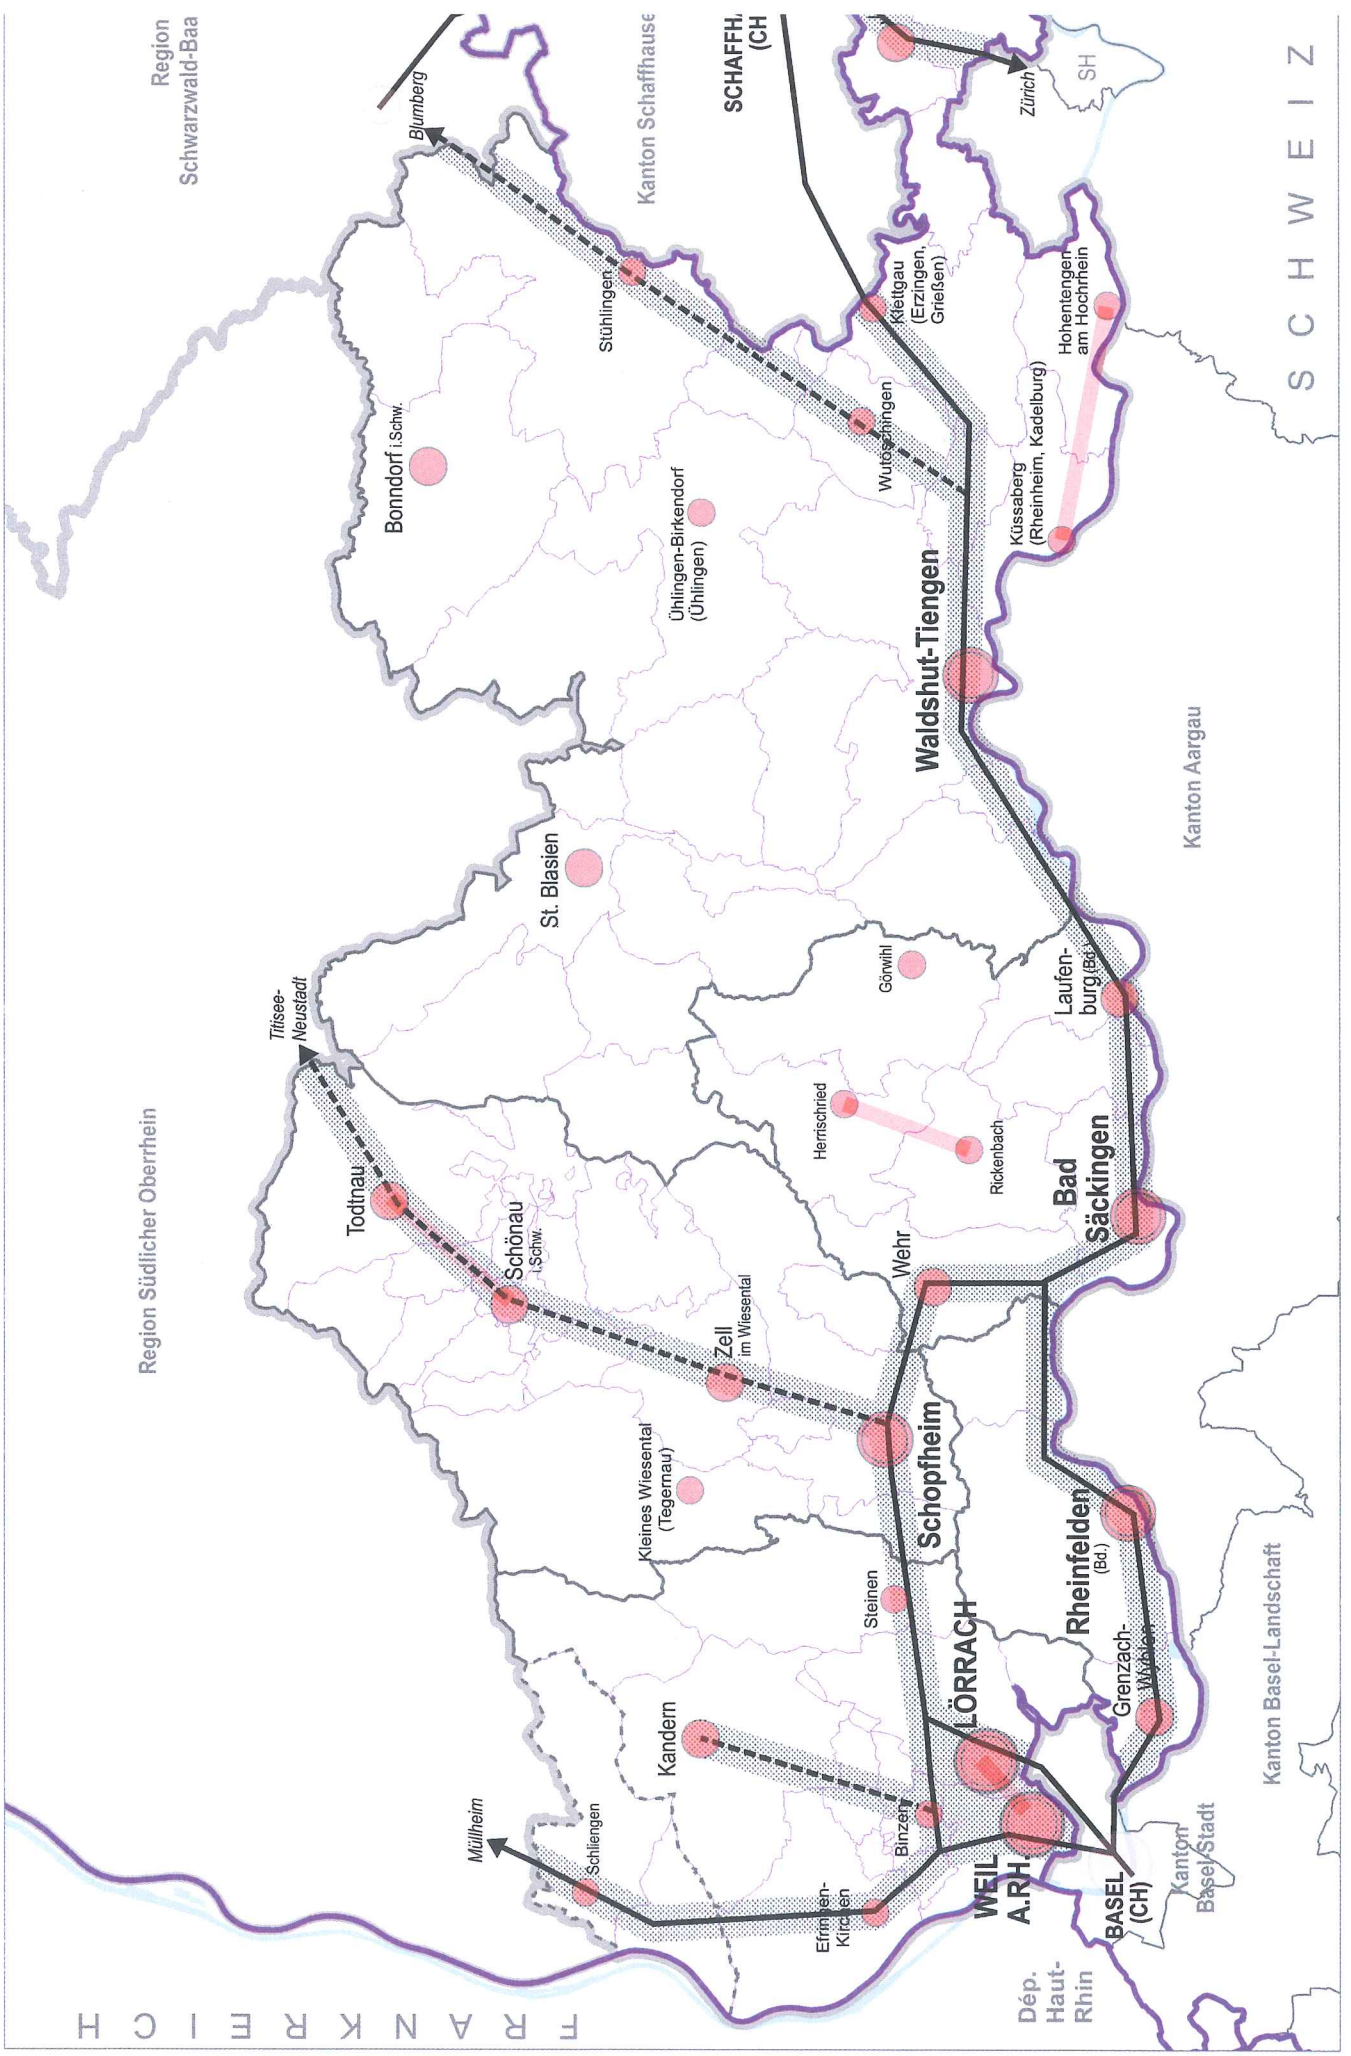 Region
Schwarzwald-Baa
Blumberg
Kanton Schaffhause
SCHAFFHA
(CH
Zürich
SH
S C H W E I Z
Stühlingen
Klettgau
(Erzingen,
Grießen)
Hohentengen
am Hochrhein
Bonndorf i.Schw.
Wutöschingen
Ühlingen-Birkendorf
(Ühlingen)
Küssaberg
(Rheinheim, Kadelburg)
Waldshut-Tiengen
Kanton Aargau
St. Blasien
Görwihl
Laufen-
burg (Bd.)
Titisee-
Neustadt
Region Südlicher Oberrhein
Herrischried
Rickenbach
Bad
Säckingen
Todtnau
Schönau
i.Schw.
Wehr
Zell
im Wiesental
Kleines Wiesental
(Tegernau)
Schopfheim
Rheinfelden
(Bd.)
Steinen
LÖRRACH
Grenzach-
Wyhlen
Kanton Basel-Landschaft
Kandern
Müllheim
Schliengen
Binzen
Efringen-
Kirchen
WEIL
A.RH.
BASEL
(CH)
Kanton
Basel-Stadt
Dép.
Haut-
Rhin
F R A N K R E I C H